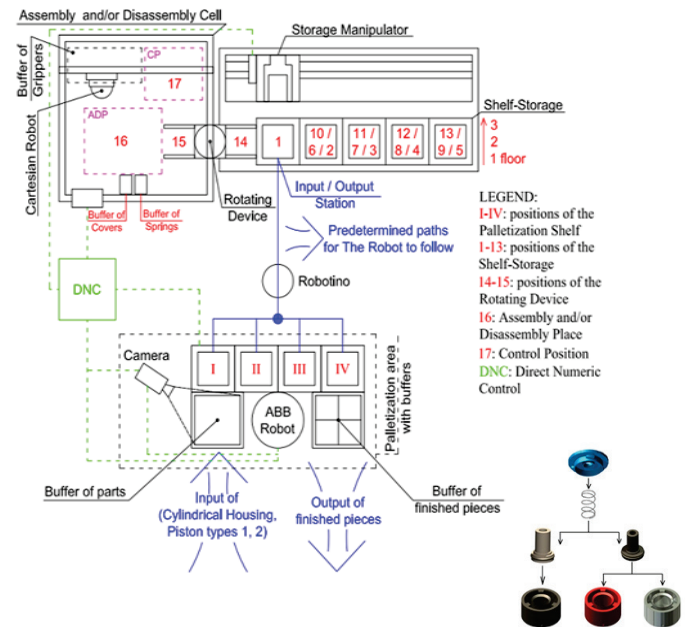 Assembly and/or Disassembly Cell
Storage Manipulator
Buffer of
Grippers
CP
17
Shelf-Storage
ADP
16
15
14
1
10 /
6 / 2
11 /
7 / 3
12 /
8 / 4
13 /
9 / 5
3
2
1 floor
Cartesian Robot
Buffer of
Covers
Buffer of
Springs
Rotating
Device
Input / Output
Station
Predetermined paths
for The Robot to follow
Robotino
DNC
LEGEND:
I-IV: positions of the
Palletization Shelf
1-13: positions of the
Shelf-Storage
14-15: positions of the
Rotating Device
16: Assembly and/or
Disassembly Place
17: Control Position
DNC: Direct Numeric
Control
Camera
I
II
III
IV
ABB
Robot
Palletization area
with buffers
Buffer of parts
Input of
(Cylindrical Housing,
Piston types 1, 2)
Output of
finished pieces
Buffer of
finished pieces